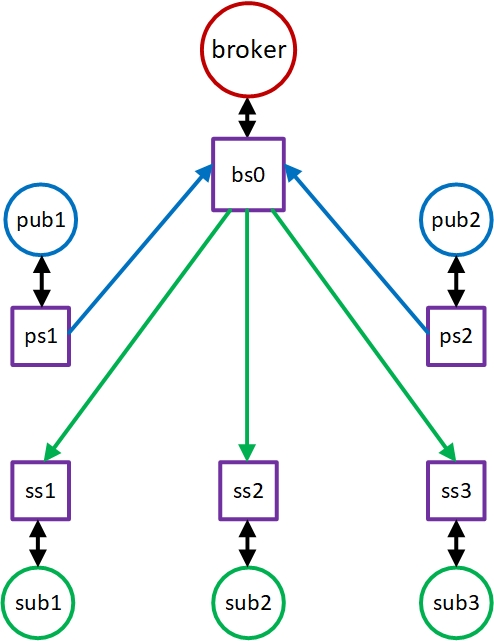 broker
bs0
pub1
pub2
ps1
ps2
ss1
ss2
ss3
sub1
sub2
sub3